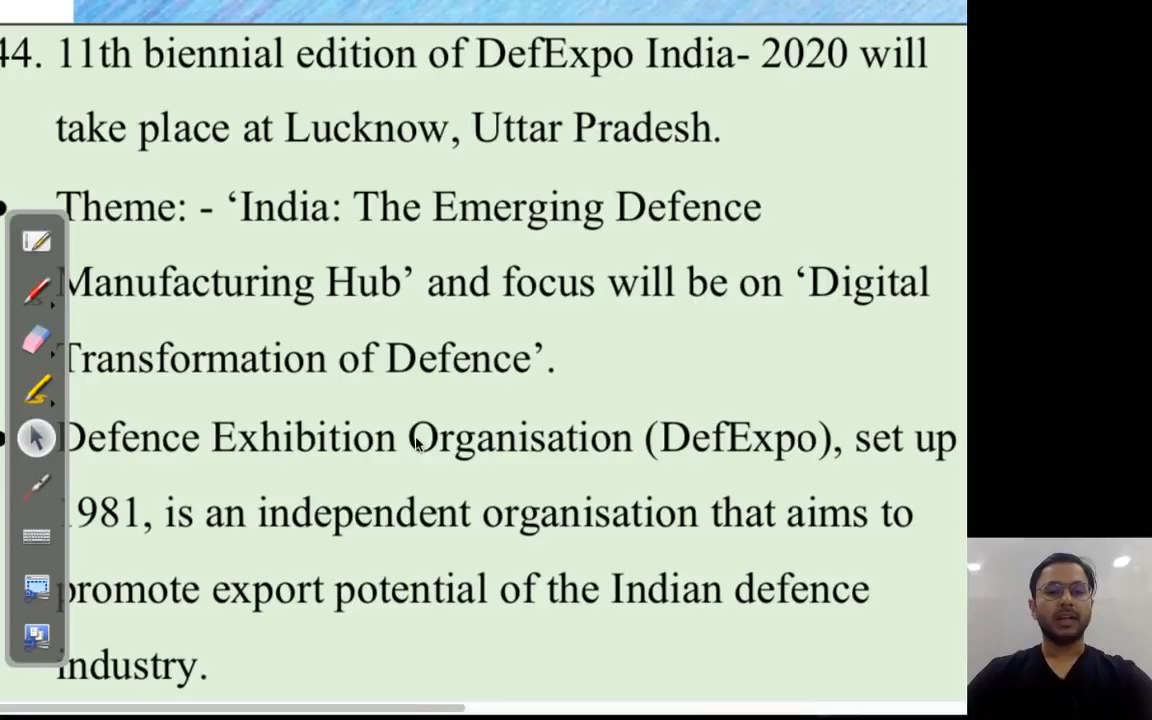 44. 11th biennial edition of DefExpo India- 2020 will
take place at Lucknow, Uttar Pradesh.
Theme: - ‘India: The Emerging Defence
Manufacturing Hub’ and focus will be on ‘Digital
Transformation of Defence’.
Defence Exhibition Organisation (DefExpo), set up
1981, is an independent organisation that aims to
promote export potential of the Indian defence
industry.